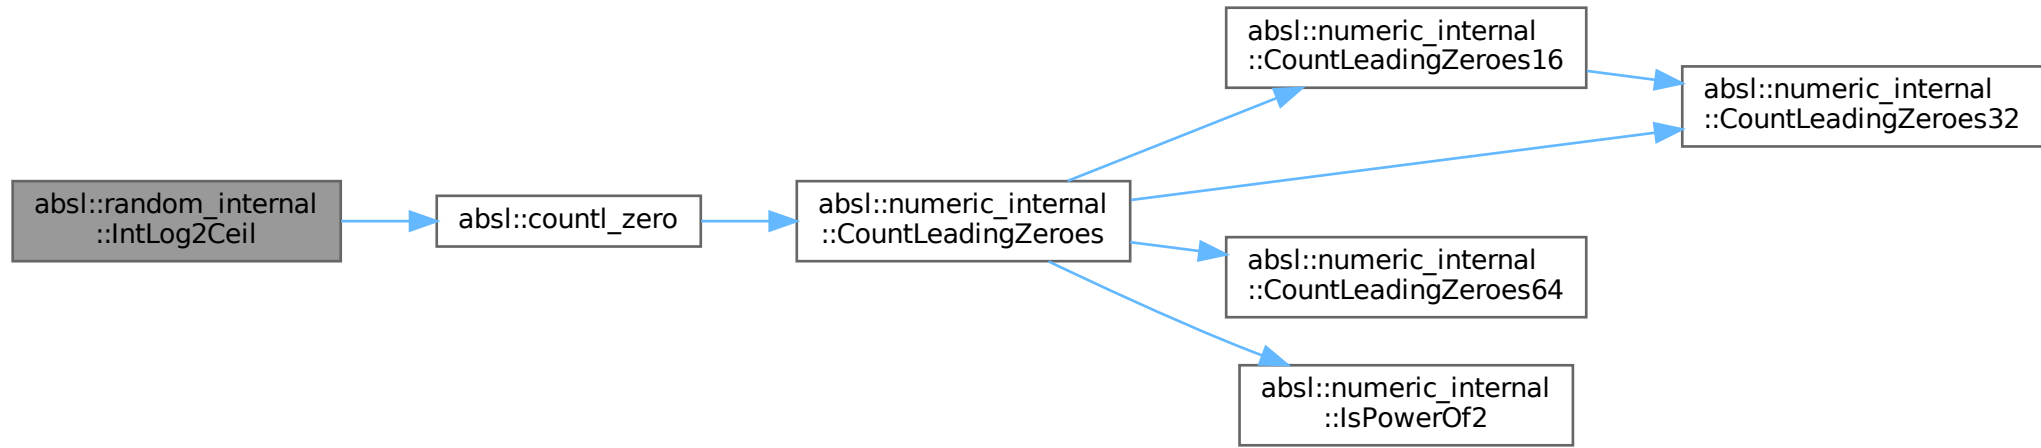 absl::random_internal
::IntLog2Ceil
absl::countl_zero
absl::numeric_internal
::CountLeadingZeroes
absl::numeric_internal
::CountLeadingZeroes16
absl::numeric_internal
::CountLeadingZeroes32
absl::numeric_internal
::CountLeadingZeroes64
absl::numeric_internal
::IsPowerOf2